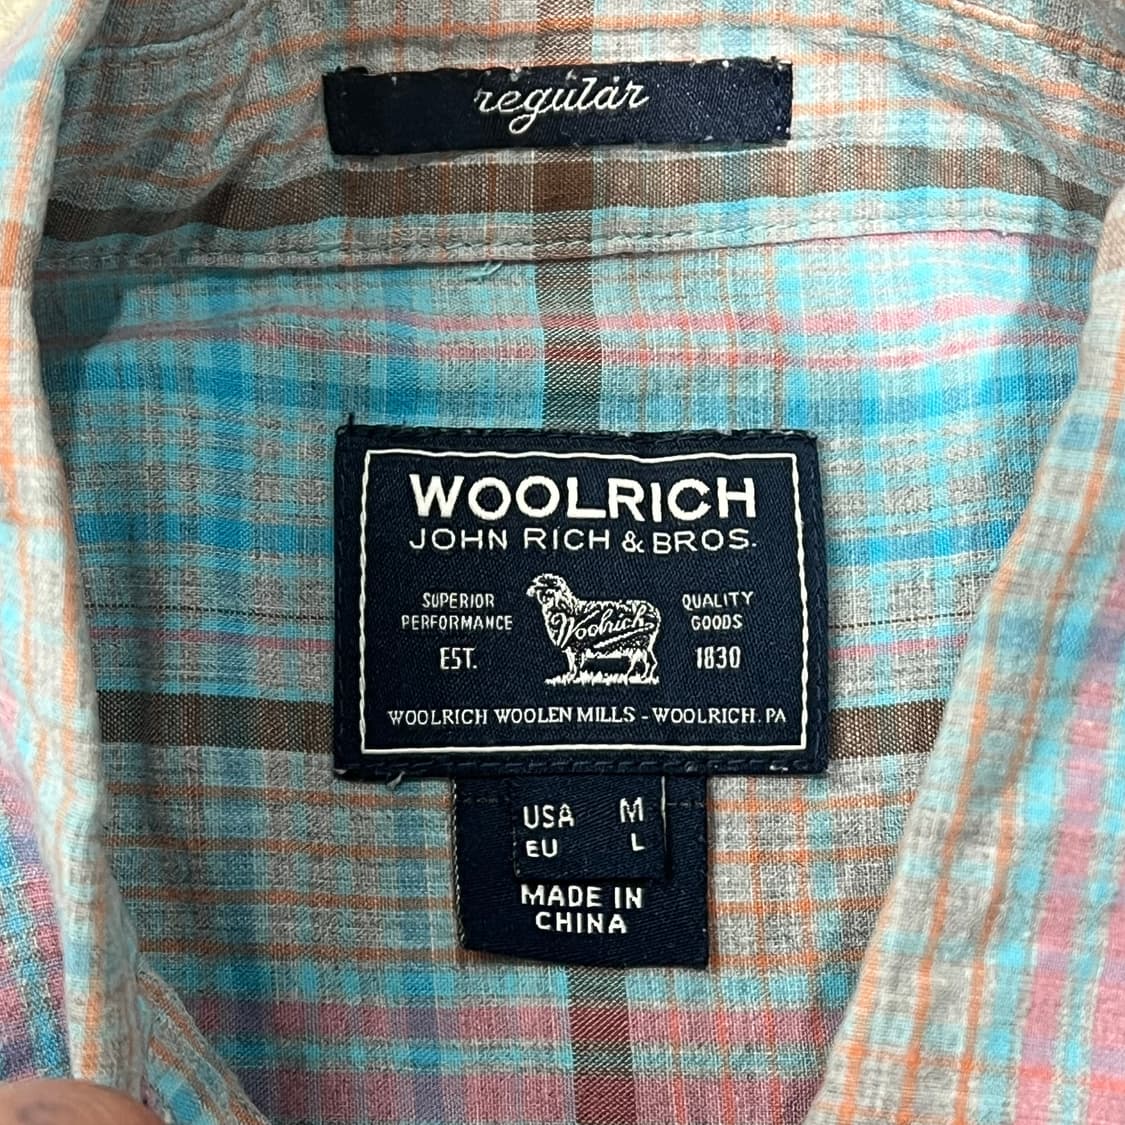 regular
WOOLRICH
JOHN RICH & BROS.
SUPERIOR
PERFORMANCE
EST.
Woolrich
QUALITY
GOODS
1830
WOOLRICH WOOLEN MILLS - WOOLRICH, PA
USA M
EU L
MADE IN
CHINA